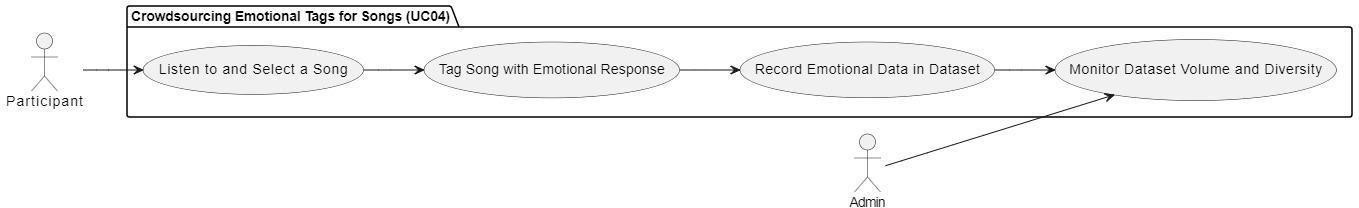 Crowdsourcing Emotional Tags for Songs (UC04)
Participant
Listen to and Select a Song
Tag Song with Emotional Response
Record Emotional Data in Dataset
Monitor Dataset Volume and Diversity
Admin